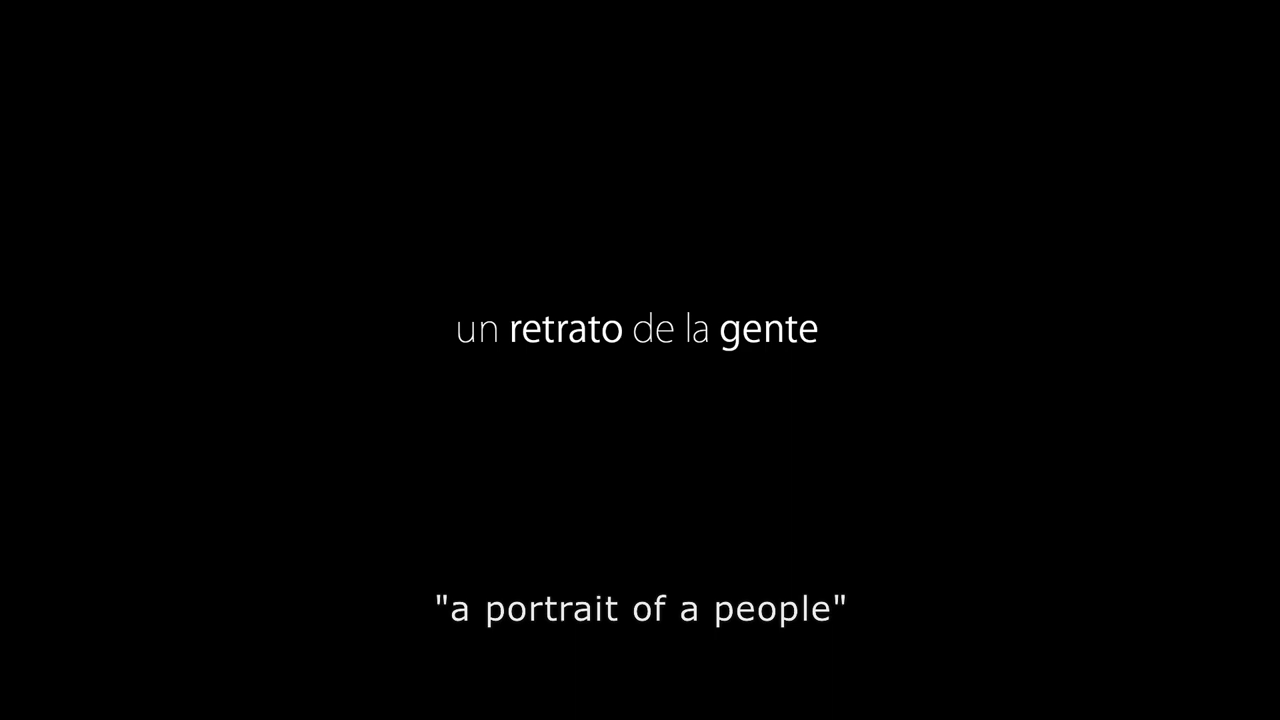 un retrato de la gente
"a portrait of a people"